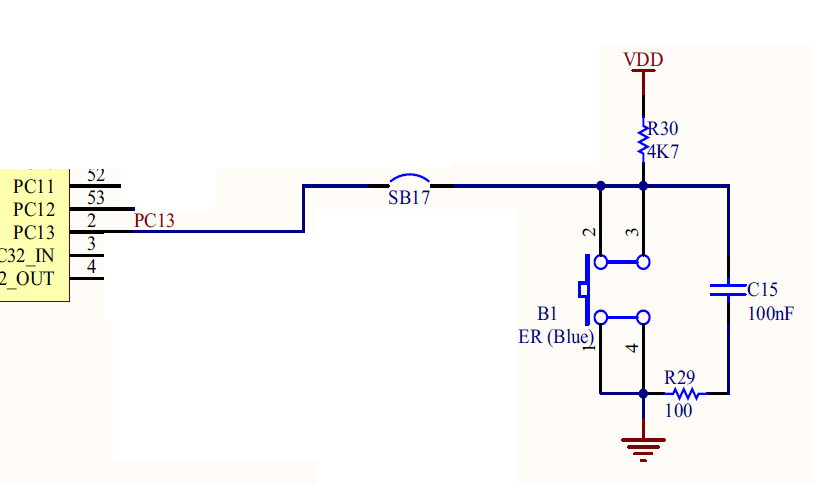 VDD
R30
4K7
52
PC11
53
PC12
2
PC13
PC13
3
C32_IN
4
2_OUT
SB17
2
3
B1
ER (Blue)
1
4
C15
100nF
R29
100